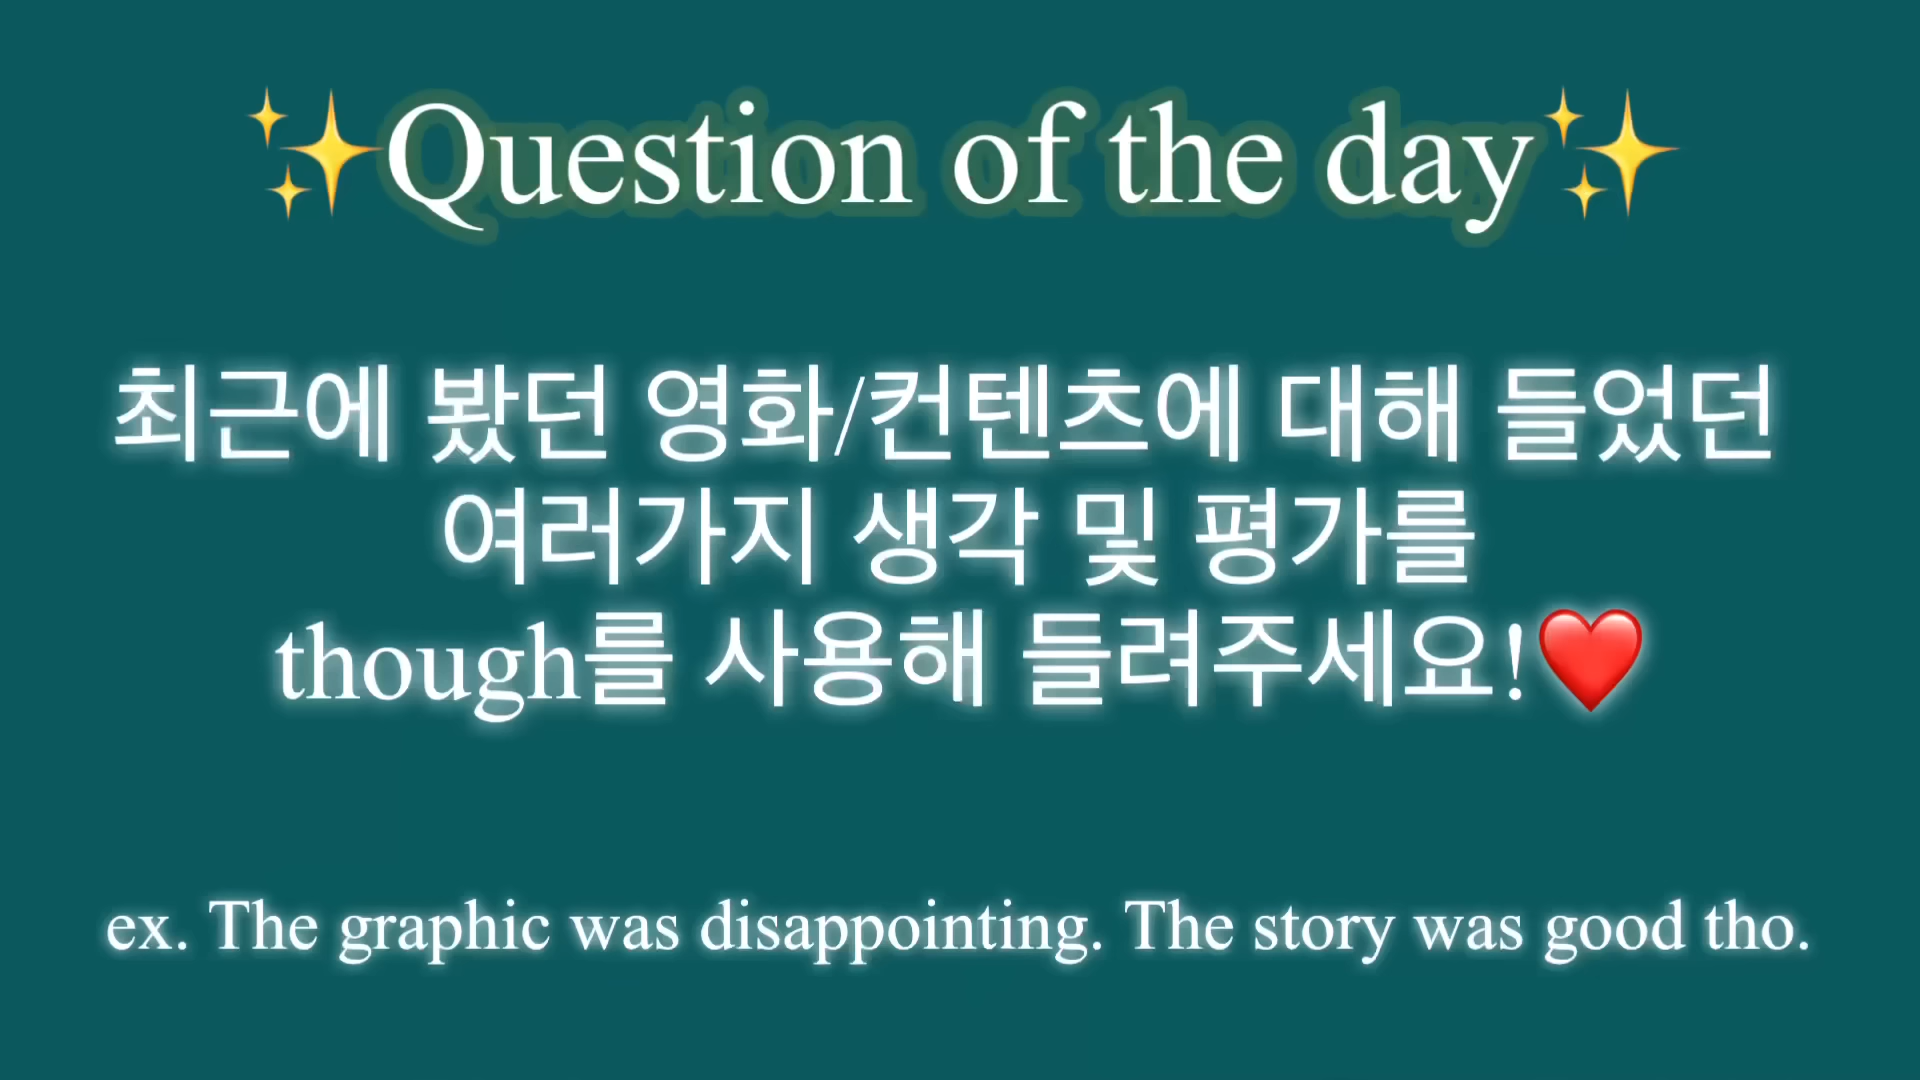 ✨Question of the day✨
최근에 봤던 영화/컨텐츠에 대해 들었던
여러가지 생각 및 평가를
though를 사용해 들려주세요!❤️
ex. The graphic was disappointing. The story was good tho.